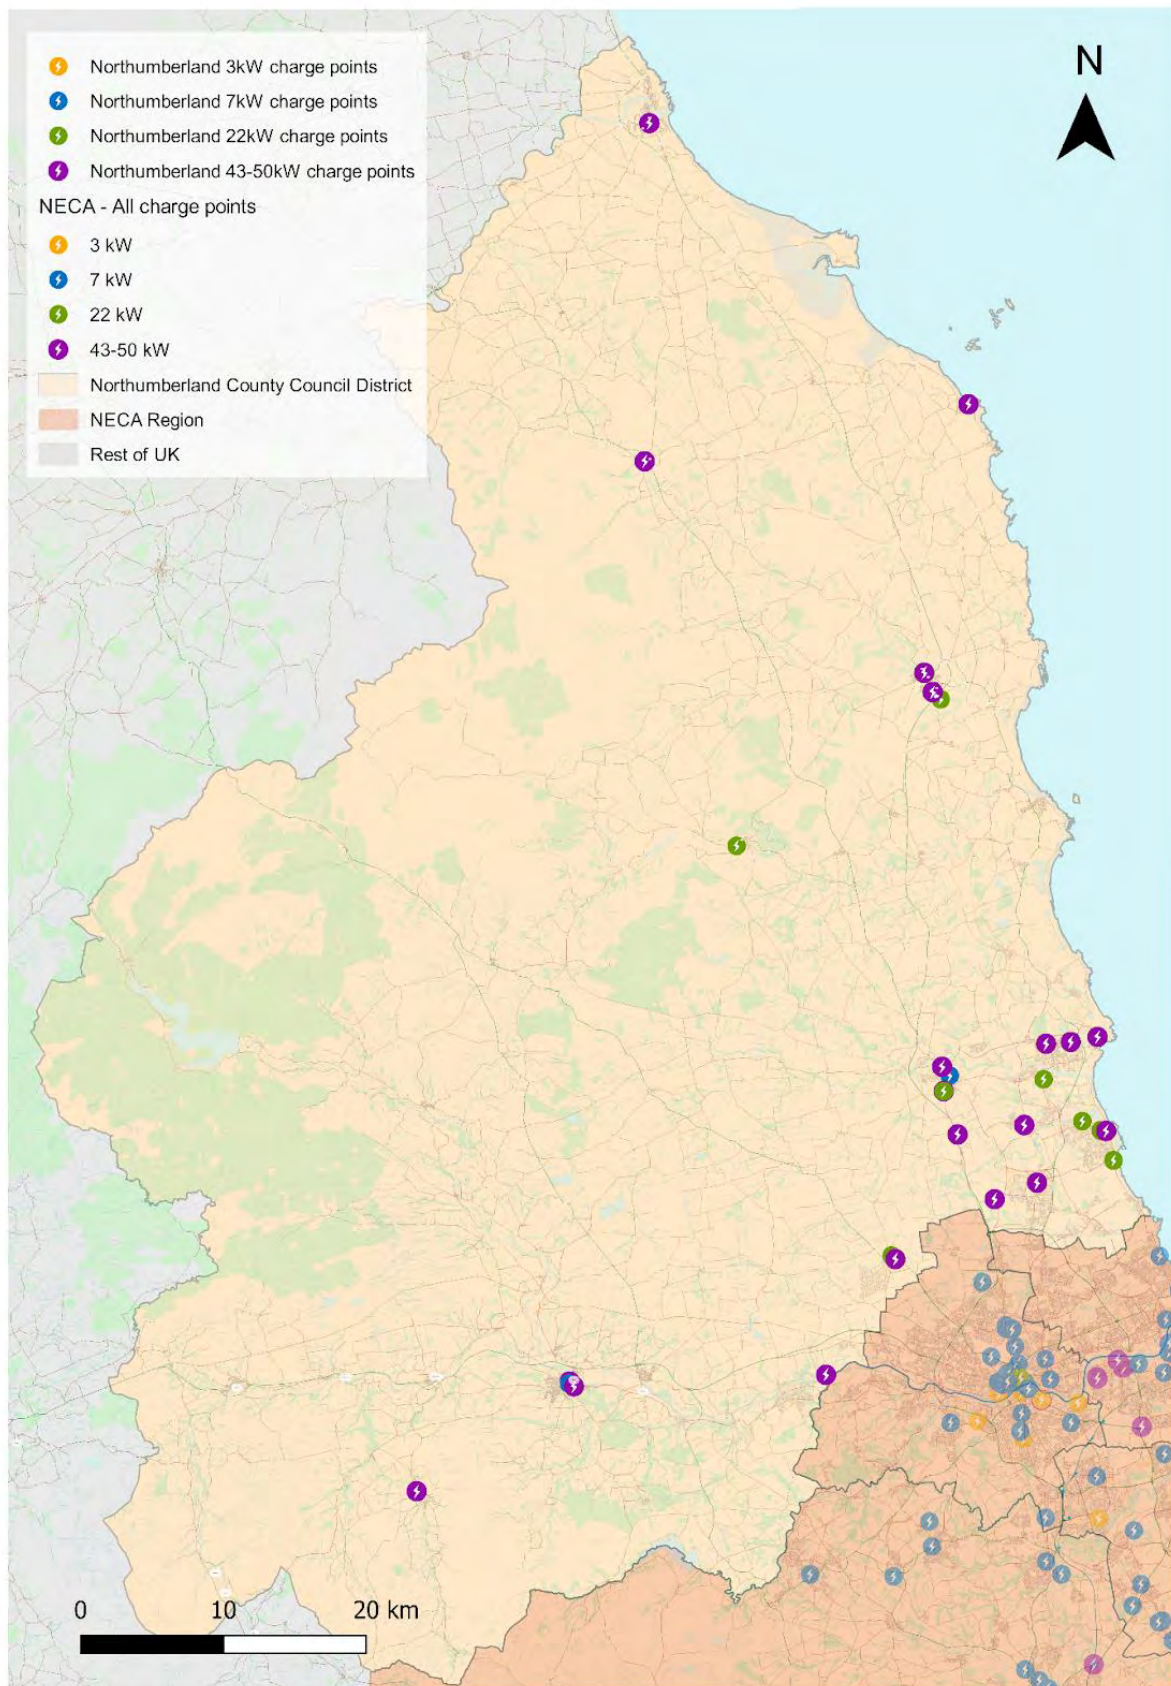 N
Northumberland 3kW charge points
Northumberland 7kW charge points
Northumberland 22kW charge points
Northumberland 43-50kW charge points
NECA - All charge points
3 kW
7 kW
22 kW
43-50 kW
Northumberland County Council District
NECA Region
Rest of UK
0 10 20 km